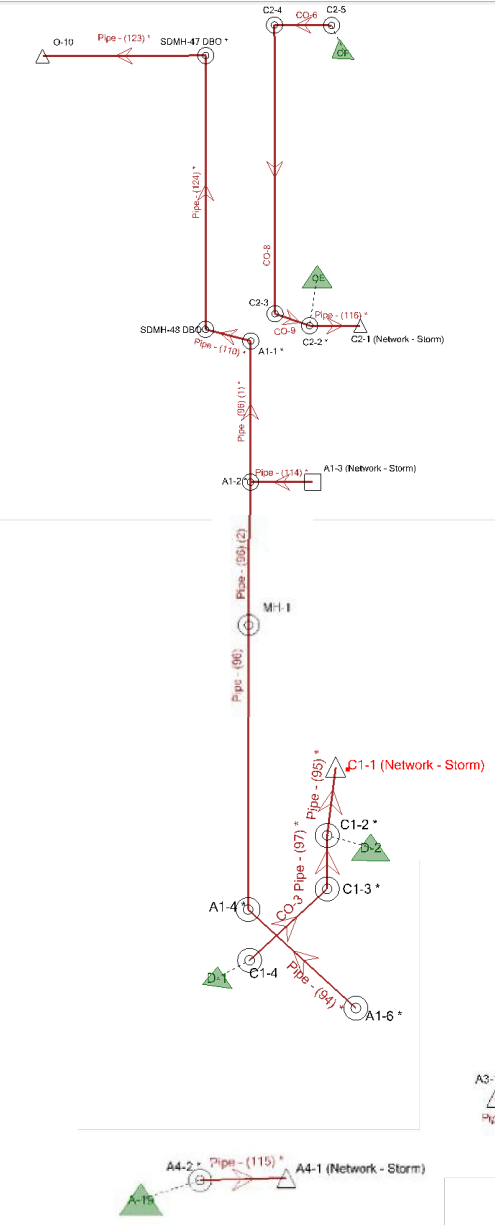 C2-4
CO-6
C2-5
O-10
Pipe - (123) *
SDMH-47 DBO *
OF
Pipe - (124) *
CO-8
OE
C2-3
Pipe - (116) *
SDMH-48 DBO
CO-9
C2-2 *
C2-1 (Network - Storm)
Pipe - (110) *
A1-1 *
Pipe - (96) (1) *
A1-2 *
Pipe - (114) *
A1-3 (Network - Storm)
Pipe - (96) (2)
MH-1
Pipe - (96)
C1-1 (Network - Storm)
Pipe - (95) *
C1-2 *
D-2
Pipe - (97) *
C1-3 *
A1-4 *
CO-3
D-1
C1-4
Pipe - (94) *
A1-6 *
A3-
A4-2 *
Pipe - (115) *
A4-1 (Network - Storm)
A-19